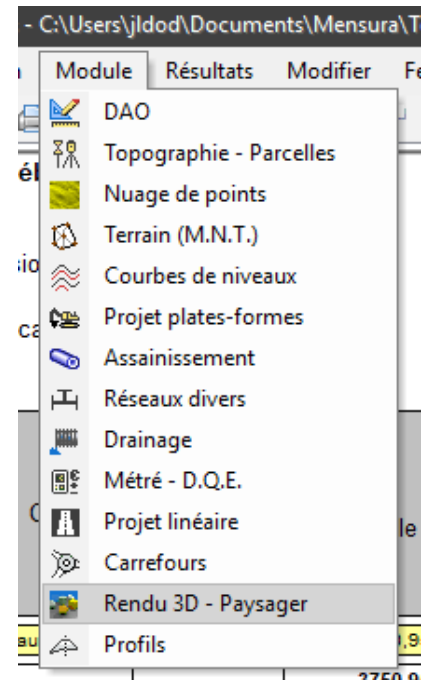 - C:\Users\jldod\Documents\Mensura\T
Module Résultats Modifier Fe
DAO
Topographie - Parcelles
Nuage de points
Terrain (M.N.T.)
Courbes de niveaux
Projet plates-formes
Assainissement
Réseaux divers
Drainage
Métré - D.Q.E.
Projet linéaire
Carrefours
Rendu 3D - Paysager
Profils